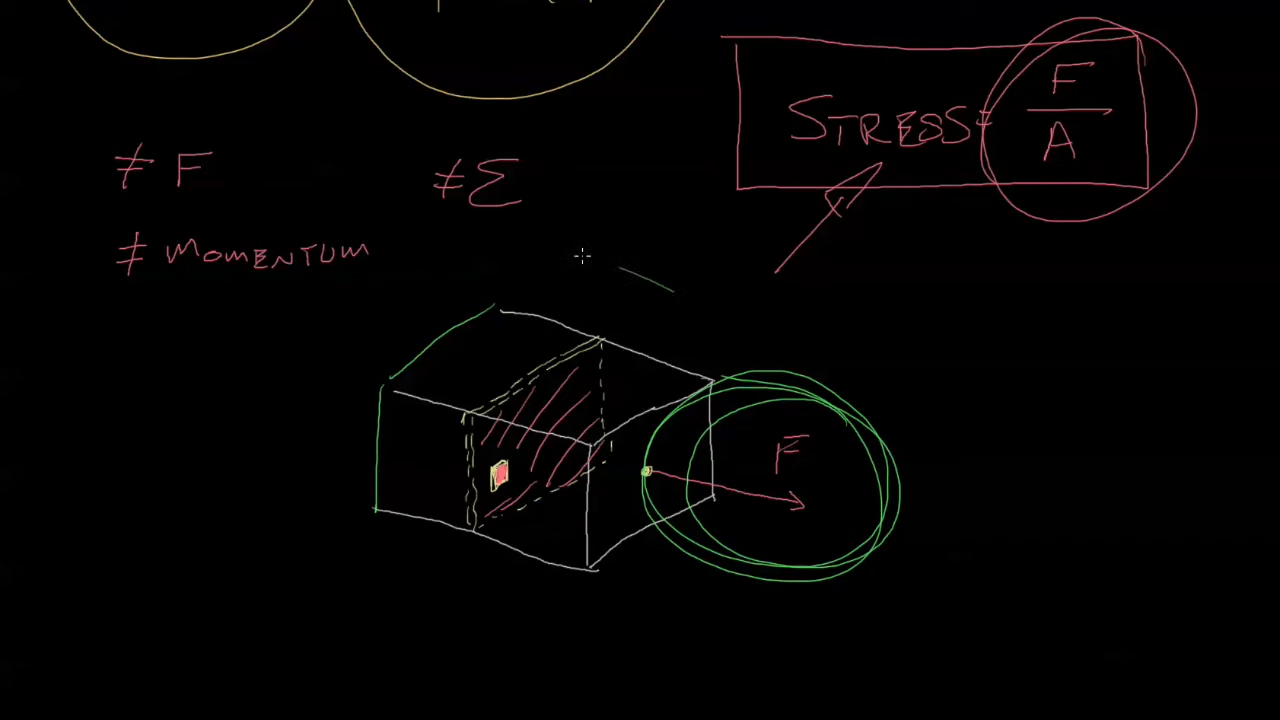 STRESS = F/A
≠ F
≠ Σ
≠ MOMENTUM
F